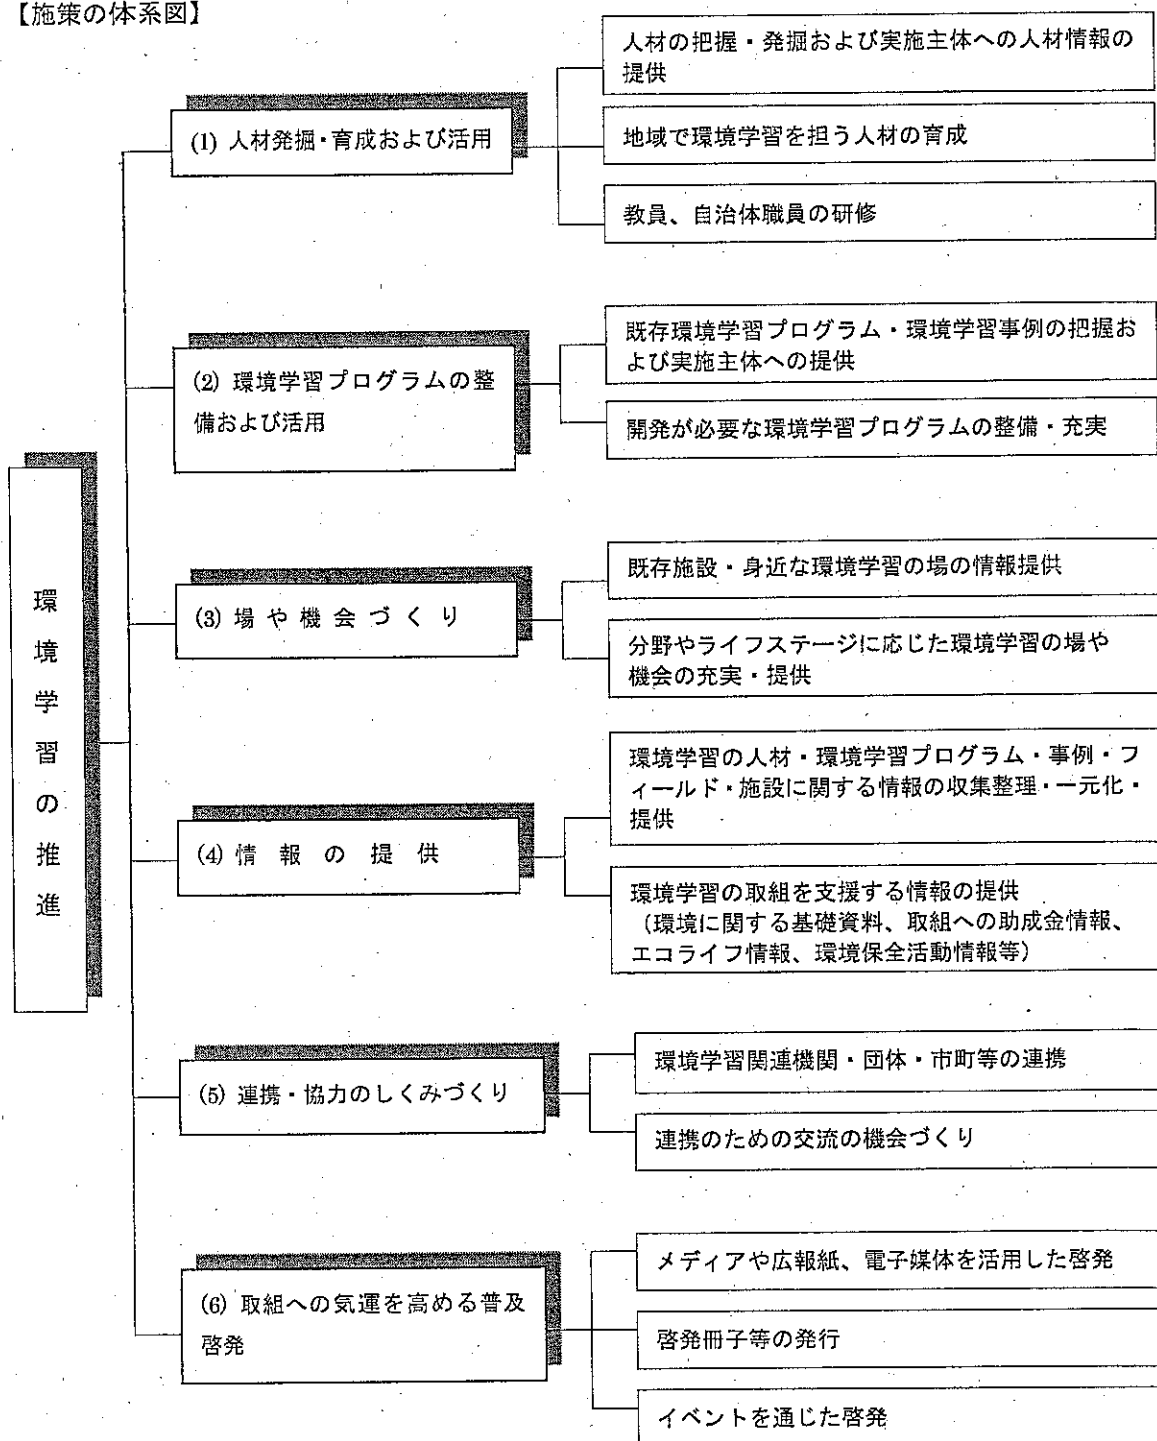 【施策の体系図】
環境学習の推進
(1) 人材発掘・育成および活用
人材の把握・発掘および実施主体への人材情報の
提供
地域で環境学習を担う人材の育成
教員、自治体職員の研修
(2) 環境学習プログラムの整
備および活用
既存環境学習プログラム・環境学習事例の把握お
よび実施主体への提供
開発が必要な環境学習プログラムの整備・充実
(3) 場や機会づくり
既存施設・身近な環境学習の場の情報提供
分野やライフステージに応じた環境学習の場や
機会の充実・提供
(4) 情報の提供
環境学習の人材・環境学習プログラム・事例・フ
ィールド・施設に関する情報の収集整理・一元化・
提供
環境学習の取組を支援する情報の提供
（環境に関する基礎資料、取組への助成金情報、
エコライフ情報、環境保全活動情報等）
(5) 連携・協力のしくみづくり
環境学習関連機関・団体・市町等の連携
連携のための交流の機会づくり
(6) 取組への気運を高める普及
啓発
メディアや広報紙、電子媒体を活用した啓発
啓発冊子等の発行
イベントを通じた啓発